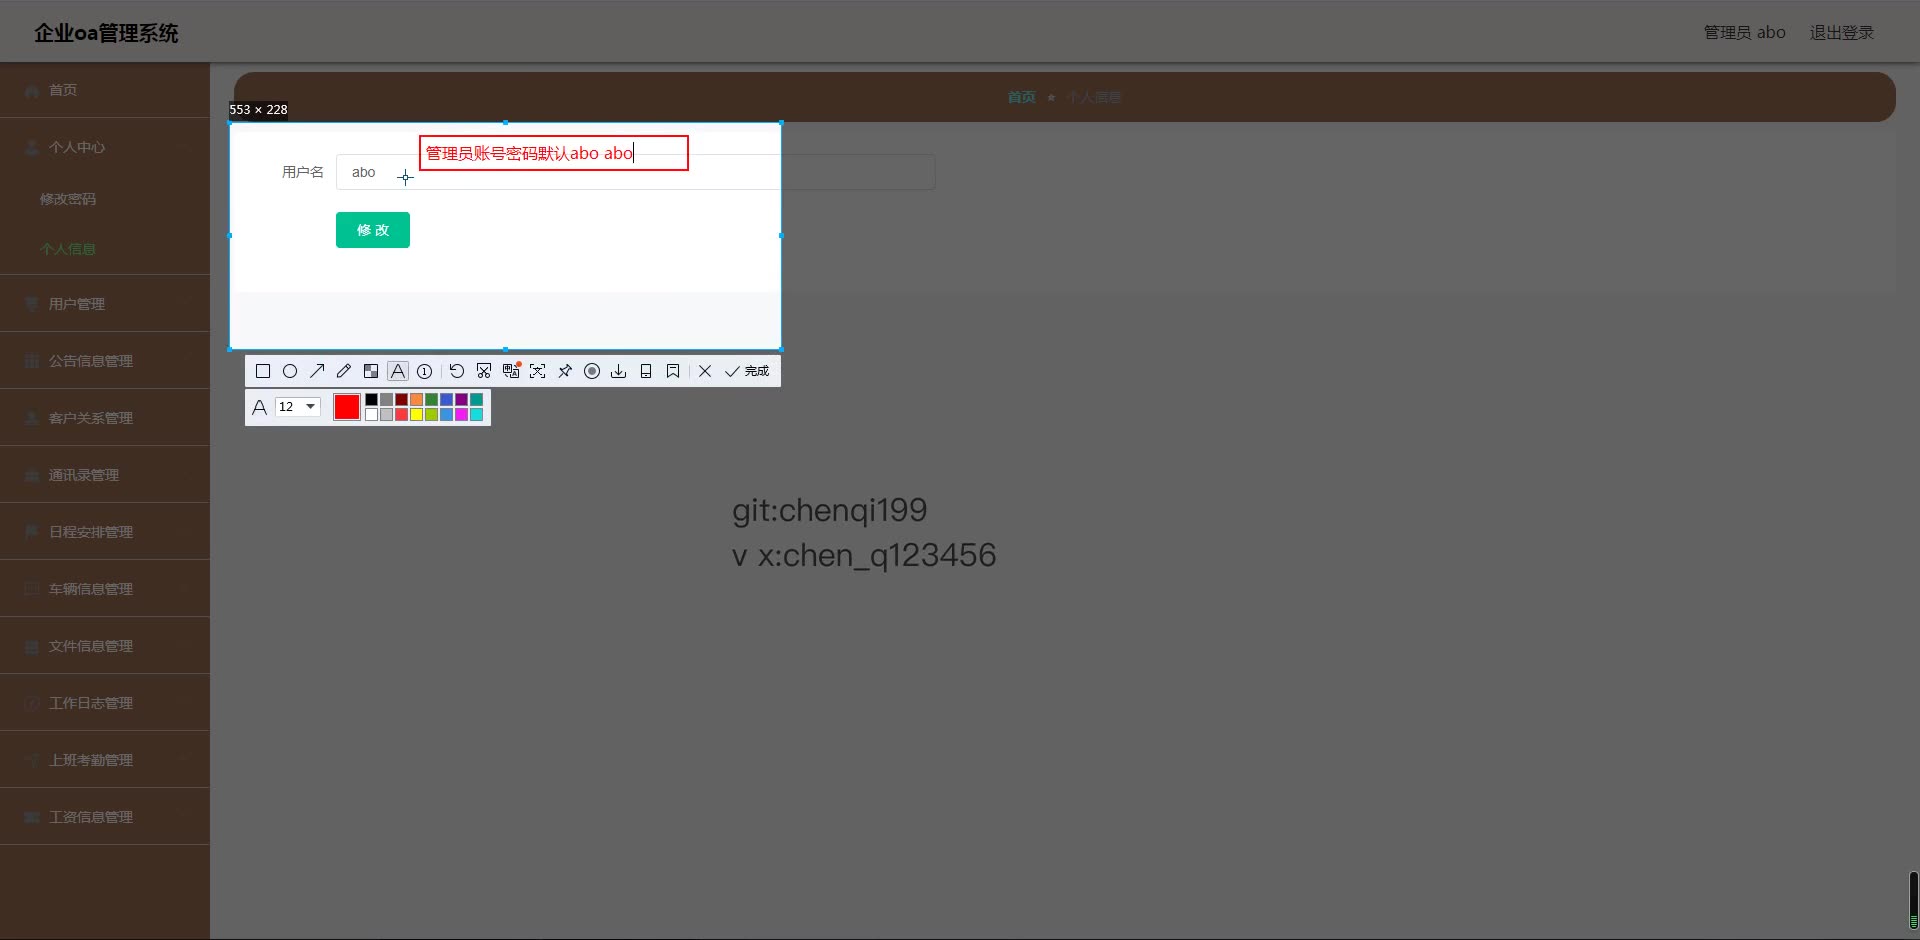 企业oa管理系统
管理员 abo
退出登录
首页
个人中心
修改密码
个人信息
用户管理
公告信息管理
客户关系管理
通讯录管理
日程安排管理
车辆信息管理
文件信息管理
工作日志管理
上班考勤管理
工资信息管理
首页 个人信息
553 × 228
管理员账号密码默认abo abo
用户名
abo
修 改
完成
A 12
git:chenqi199
v x:chen_q123456